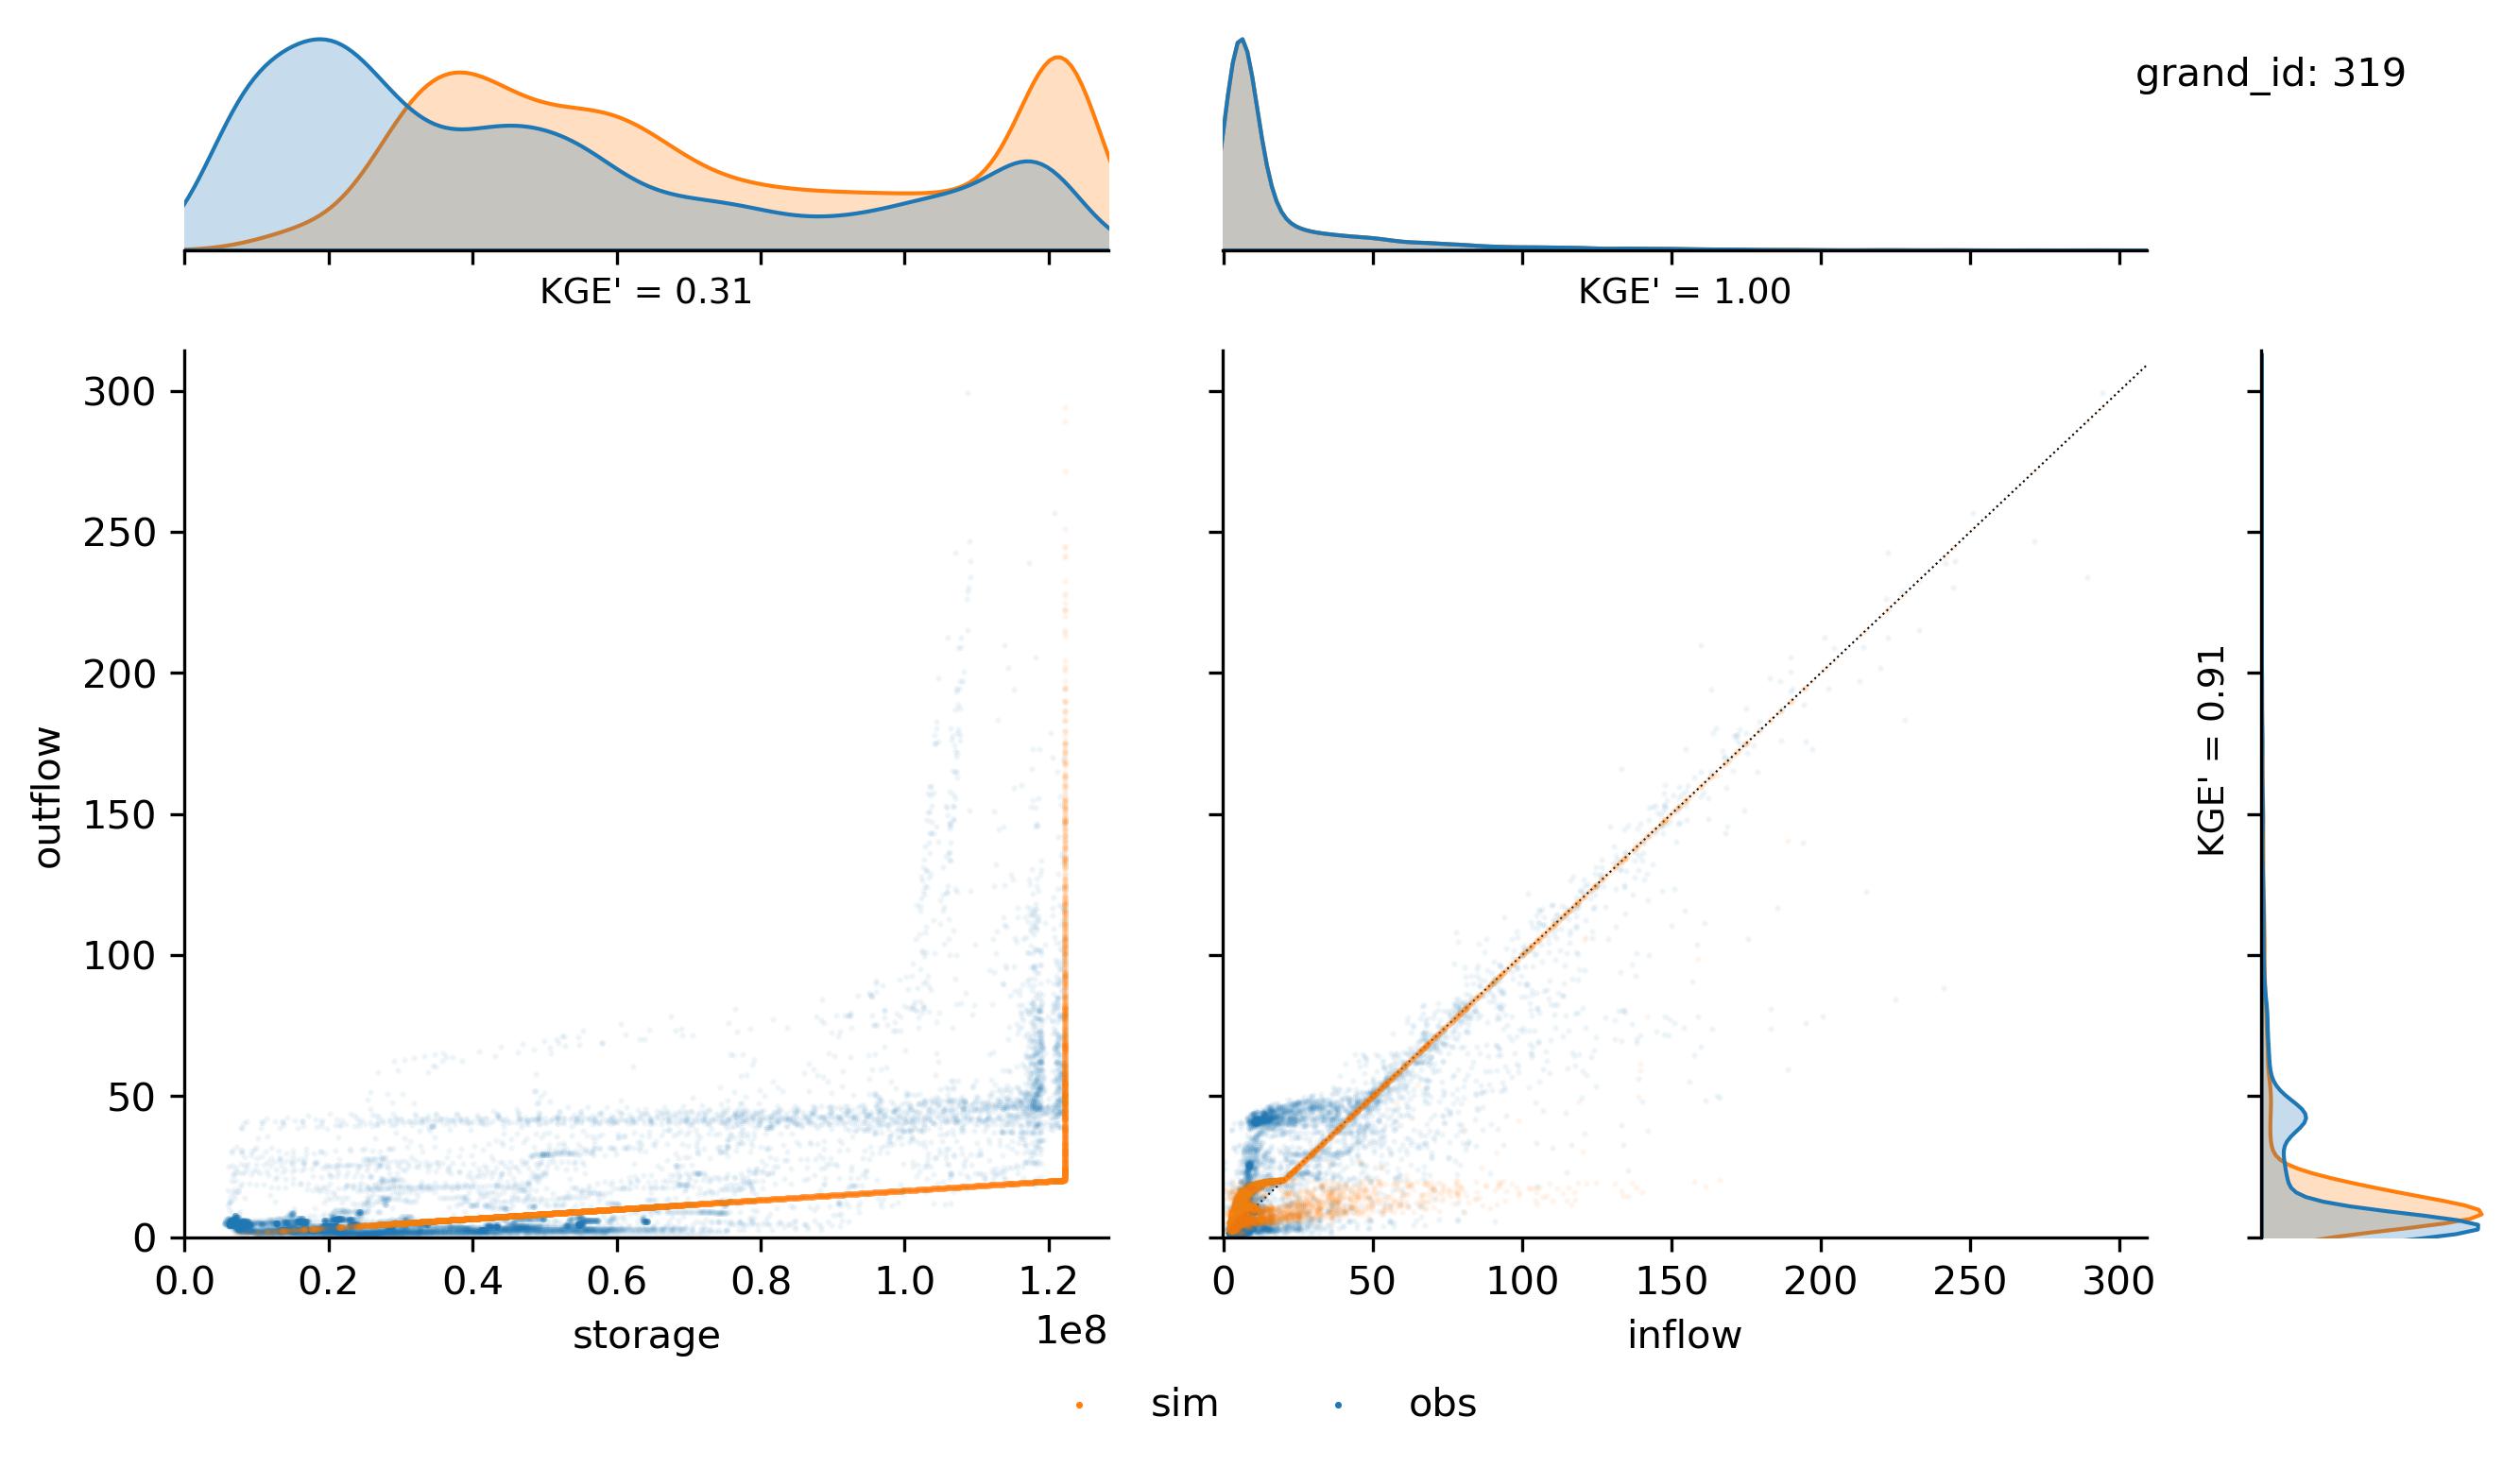 grand_id: 319
KGE' = 0.31
KGE' = 1.00
300
250
200
150
100
50
0
outflow
KGE' = 0.91
0.0 0.2 0.4 0.6 0.8 1.0 1.2
1e8
storage
0 50 100 150 200 250 300
inflow
sim obs